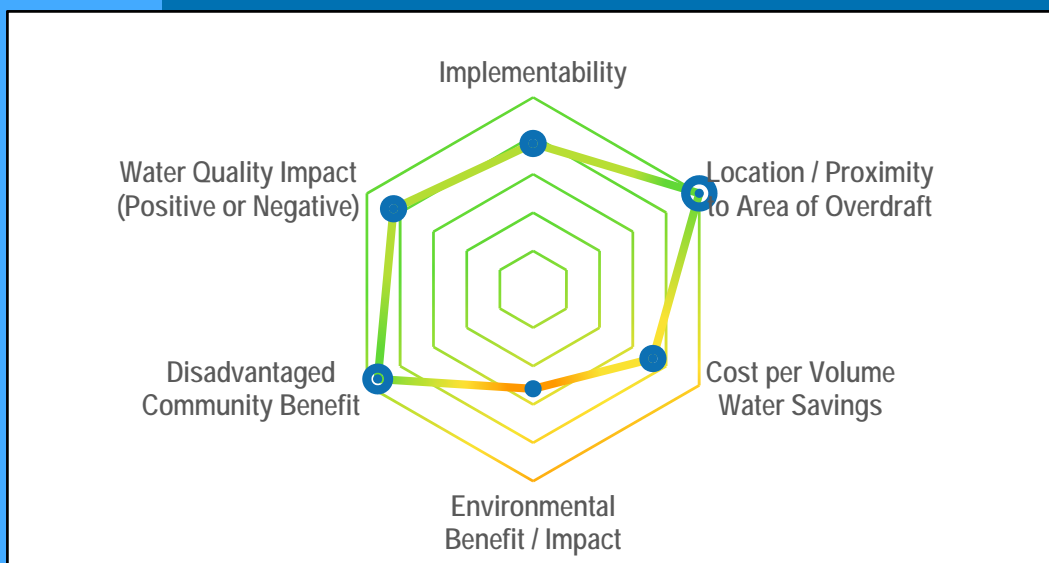 Implementability
Water Quality Impact
(Positive or Negative)
Location / Proximity
to Area of Overdraft
Disadvantaged
Community Benefit
Cost per Volume
Water Savings
Environmental
Benefit / Impact